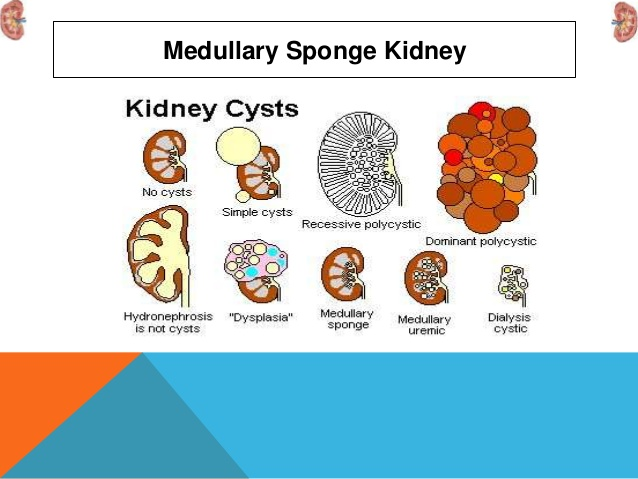 Medullary Sponge Kidney
Kidney Cysts
No cysts
Simple cysts
Recessive polycystic
Dominant polycystic
Hydronephrosis
is not cysts
"Dysplasia"
Medullary
sponge
Medullary
uremic
Dialysis
cystic